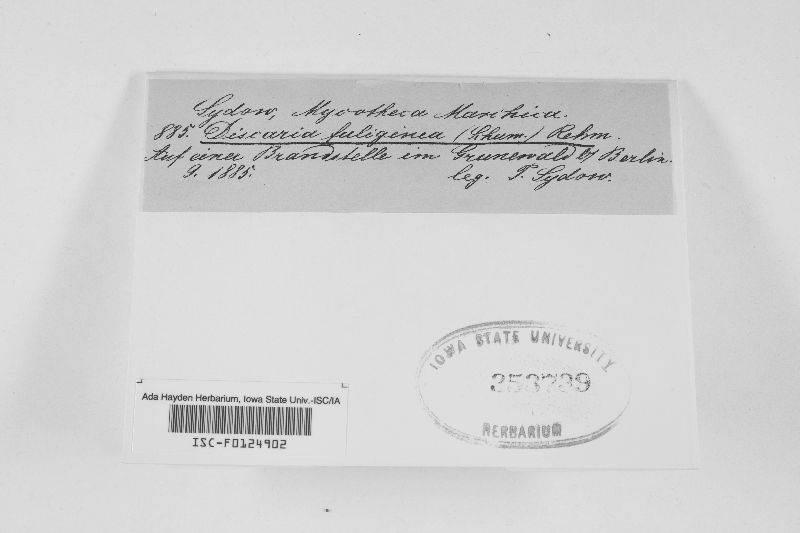 Sydow, Mycotheca Marchica.
885. Discaria fuliginea (Schum.) Rehm.
Auf einer Brandstelle im Grunewald b/ Berlin.
9. 1885. leg. P. Sydow.
IOWA STATE UNIVERSITY
253739
HERBARIUM
Ada Hayden Herbarium, Iowa State Univ.-ISC/IA
ISC-F0124902